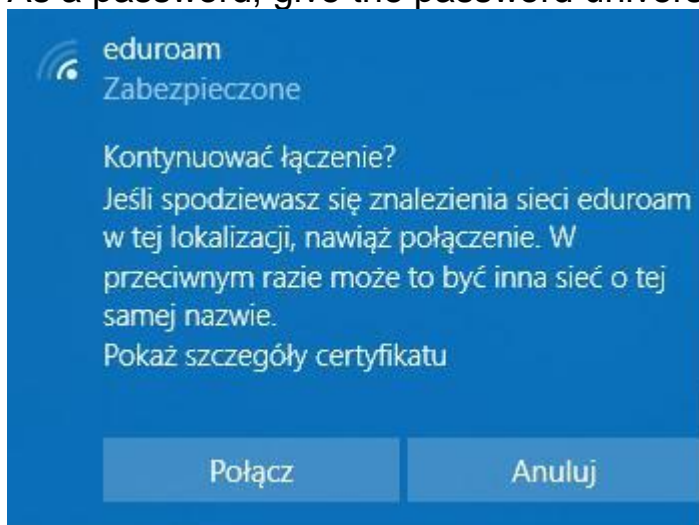 eduroam
Zabezpieczone
Kontynuować łączenie?
Jeśli spodziewasz się znalezienia sieci eduroam
w tej lokalizacji, nawiąż połączenie. W
przeciwnym razie może to być inna sieć o tej
samej nazwie.
Pokaż szczegóły certyfikatu
Połącz Anuluj